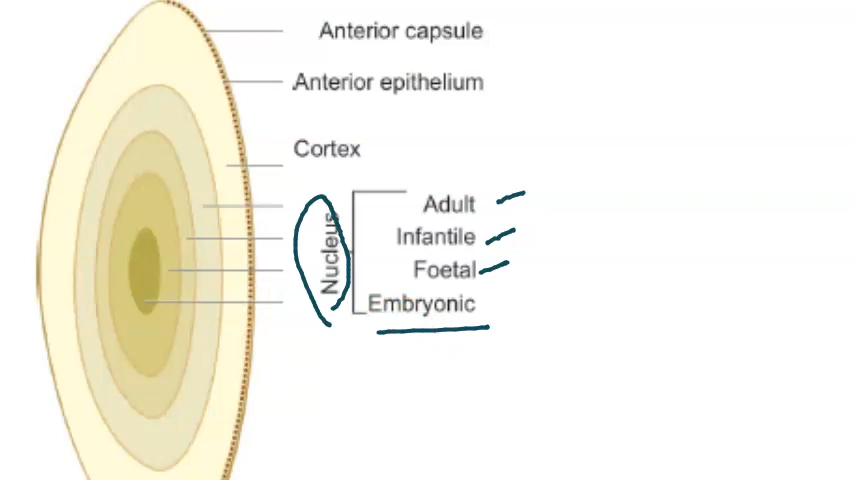 Anterior capsule
Anterior epithelium
Cortex
Nucleus
Adult
Infantile
Foetal
Embryonic